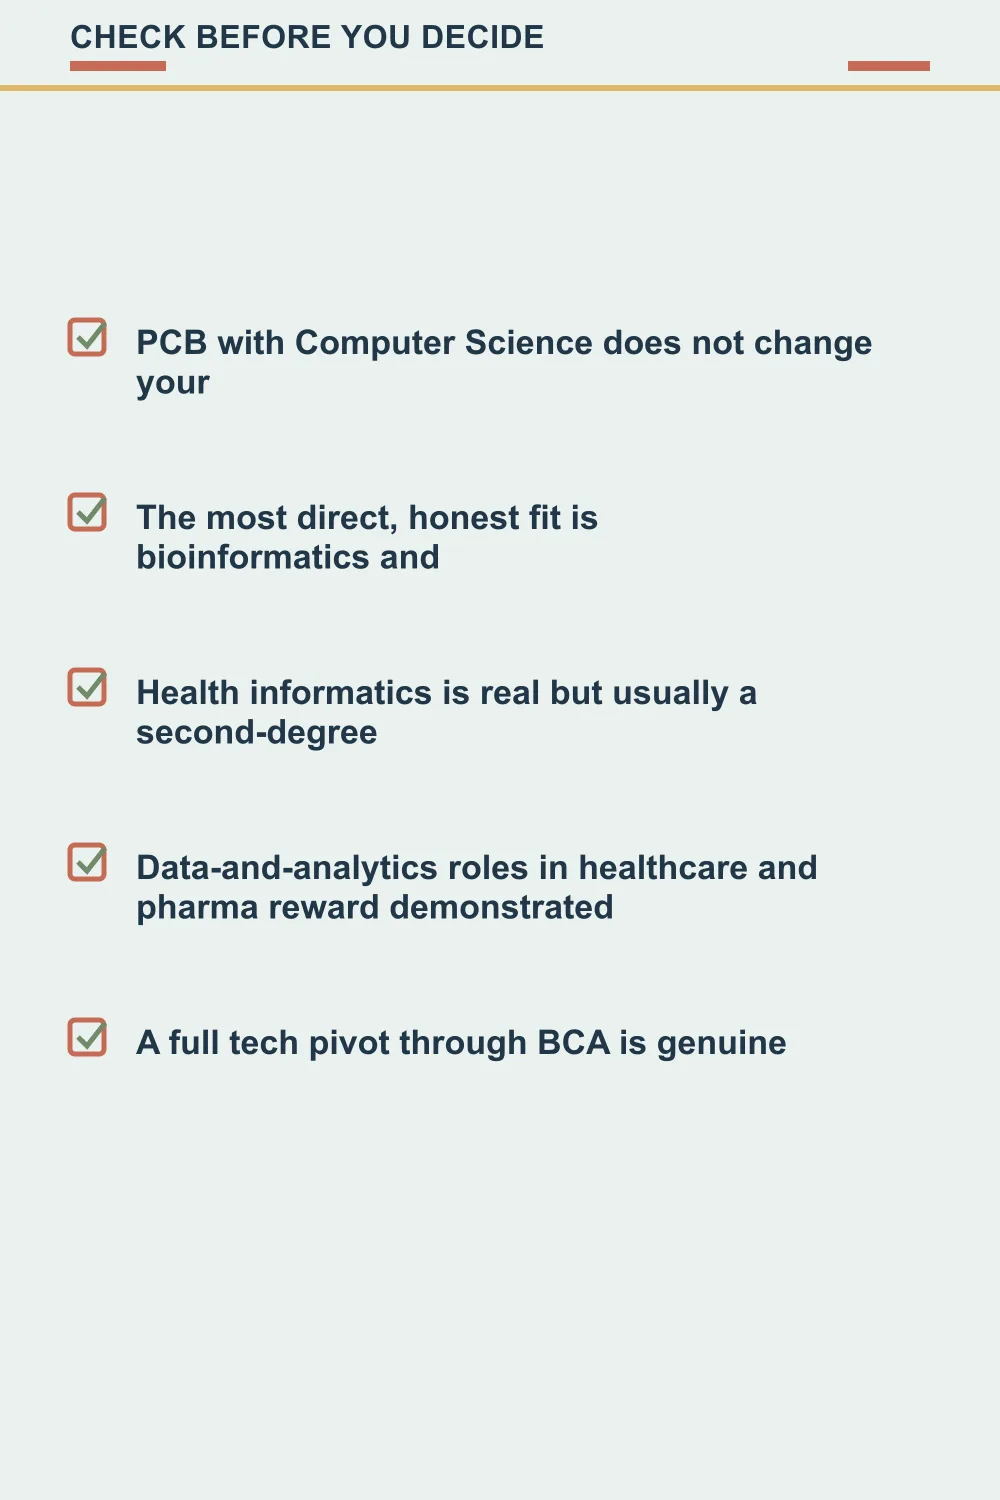 CHECK BEFORE YOU DECIDE
PCB with Computer Science does not change
your
The most direct, honest fit is
bioinformatics and
Health informatics is real but usually a
second-degree
Data-and-analytics roles in healthcare and
pharma reward demonstrated
A full tech pivot through BCA is genuine